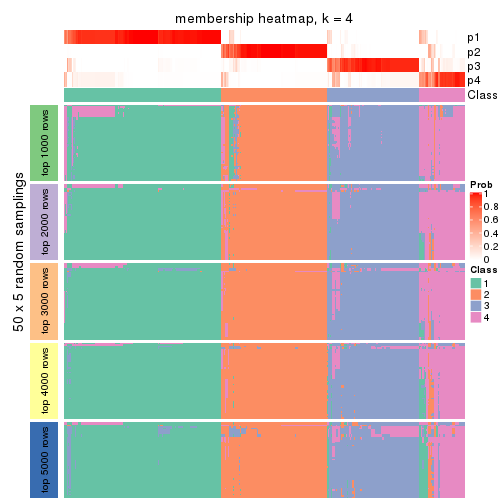 membership heatmap, k = 4
p1
p2
p3
p4
Class
50 x 5 random samplings
top 1000 rows
top 2000 rows
top 3000 rows
top 4000 rows
top 5000 rows
Prob
1
0.8
0.6
0.4
0.2
0
Class
1
2
3
4